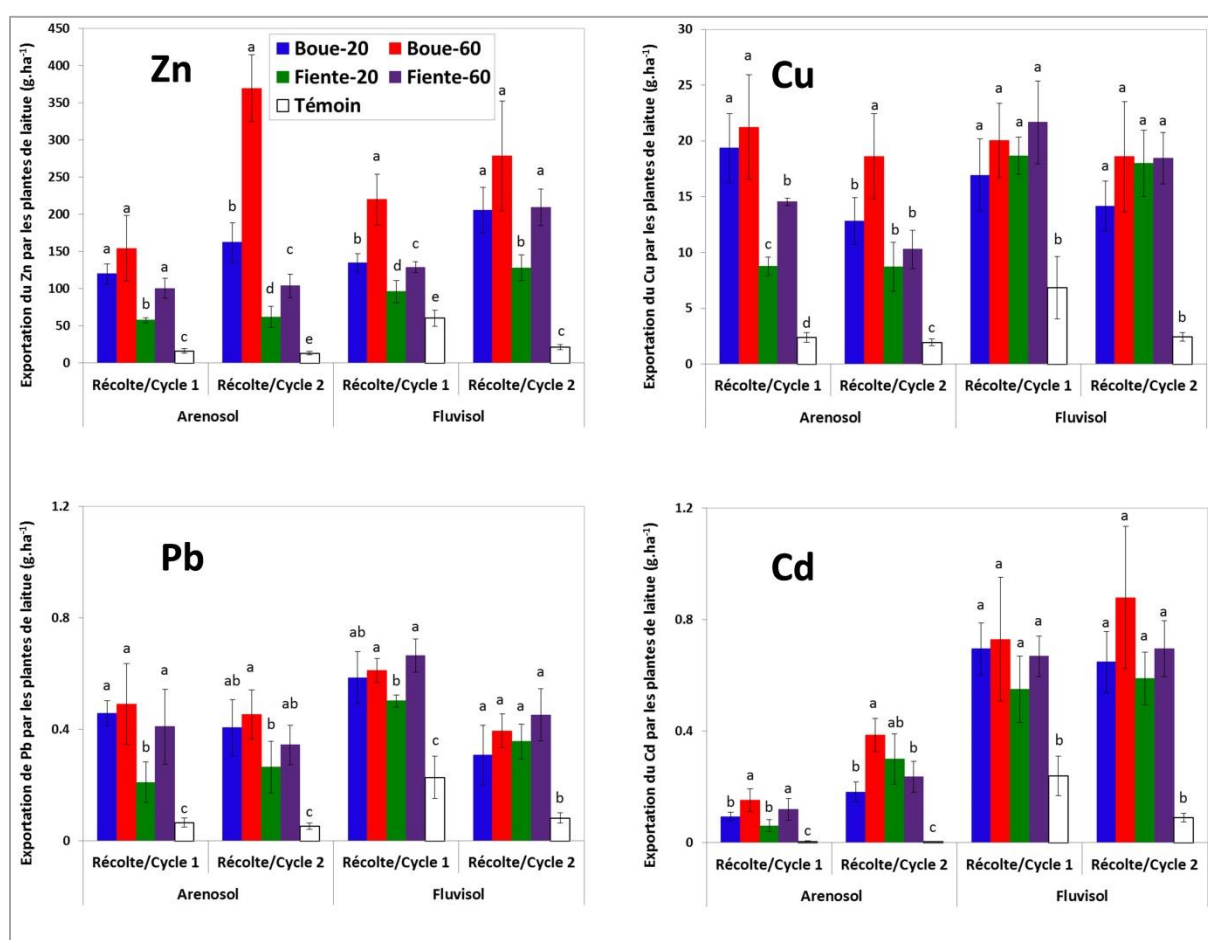 Zn
Boue-20 Boue-60
Fiente-20 Fiente-60
Témoin
Exportation du Zn par les plantes de laitue (g.ha-1)
450
400
350
300
250
200
150
100
50
0
a a b a c
b a d c e
b a d c e
a a b a c
Récolte/Cycle 1 Récolte/Cycle 2 Récolte/Cycle 1 Récolte/Cycle 2
Arenosol Fluvisol
Cu
Exportation du Cu par les plantes de laitue (g.ha-1)
30
25
20
15
10
5
0
a a c b d
b a b b c
a a a a b
a a a a b
Récolte/Cycle 1 Récolte/Cycle 2 Récolte/Cycle 1 Récolte/Cycle 2
Arenosol Fluvisol
Pb
Exportation de Pb par les plantes de laitue (g.ha-1)
1.2
0.8
0.4
0
a a b a c
ab a b ab c
ab a b a c
a a a a b
Récolte/Cycle 1 Récolte/Cycle 2 Récolte/Cycle 1 Récolte/Cycle 2
Arenosol Fluvisol
Cd
Exportation du Cd par les plantes de laitue (g.ha-1)
1.2
0.8
0.4
0
b a b a c
b a ab b c
a a a a b
a a a a b
Récolte/Cycle 1 Récolte/Cycle 2 Récolte/Cycle 1 Récolte/Cycle 2
Arenosol Fluvisol